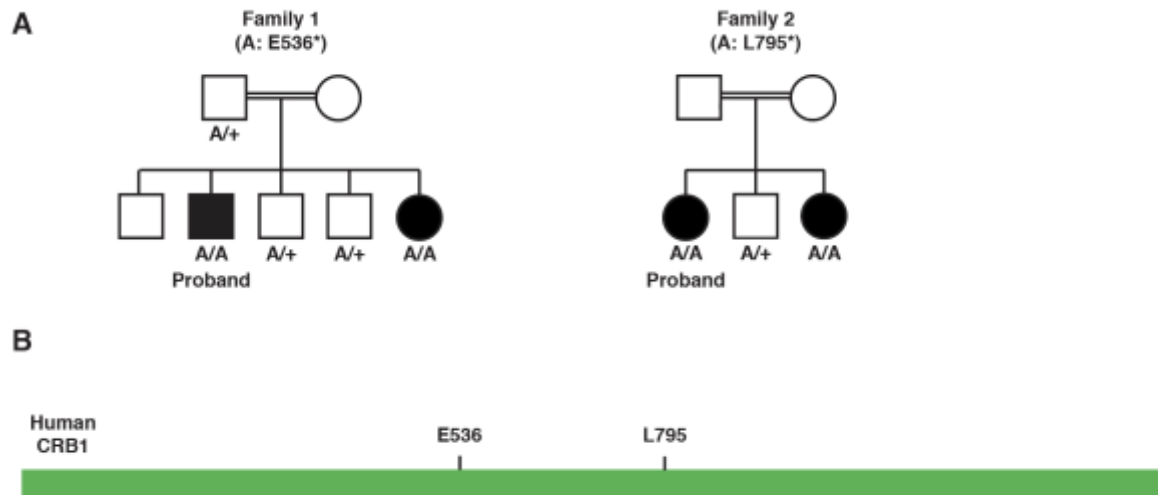 A
Family 1
(A: E536*)
Family 2
(A: L795*)
A/+
A/A
A/+
A/+
A/A
Proband
A/A
A/+
A/A
Proband
B
Human
CRB1
E536
L795